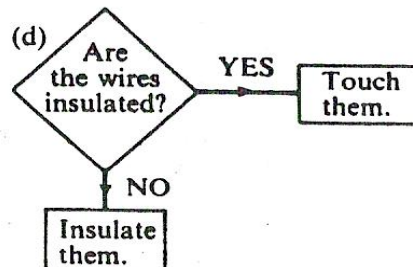 (d)
Are
the wires
insulated?
YES
Touch
them.
NO
Insulate
them.